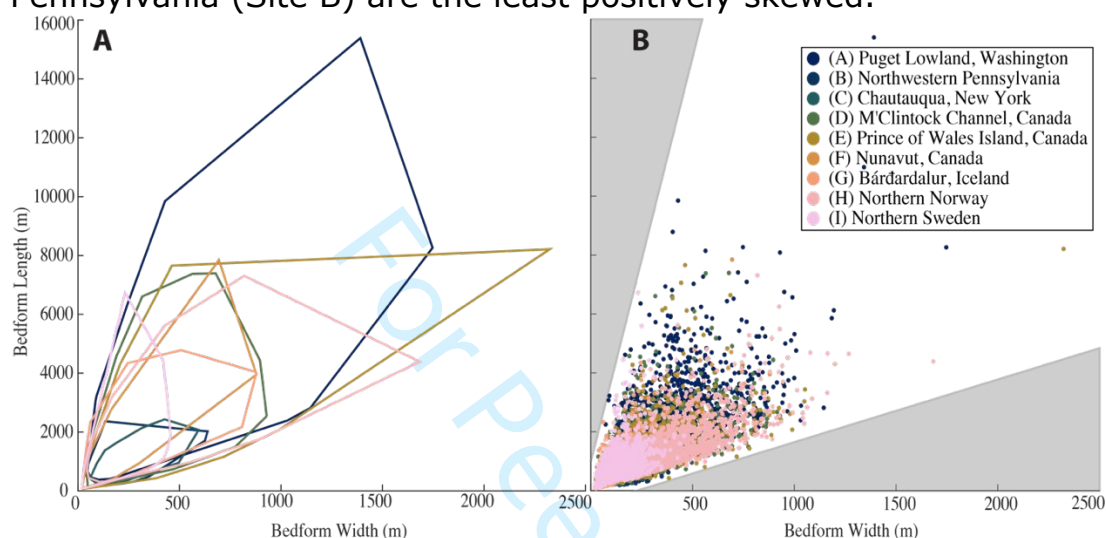 Pennsylvania (Site B) are the least positively skewed.
A
16000
14000
12000
10000
8000
6000
4000
2000
0
Bedform Length (m)
0 500 1000 1500 2000 2500
Bedform Width (m)
For Pee
B
(A) Puget Lowland, Washington
(B) Northwestern Pennsylvania
(C) Chautauqua, New York
(D) M'Clintock Channel, Canada
(E) Prince of Wales Island, Canada
(F) Nunavut, Canada
(G) Bárđardalur, Iceland
(H) Northern Norway
(I) Northern Sweden
500 1000 1500 2000 2500
Bedform Width (m)